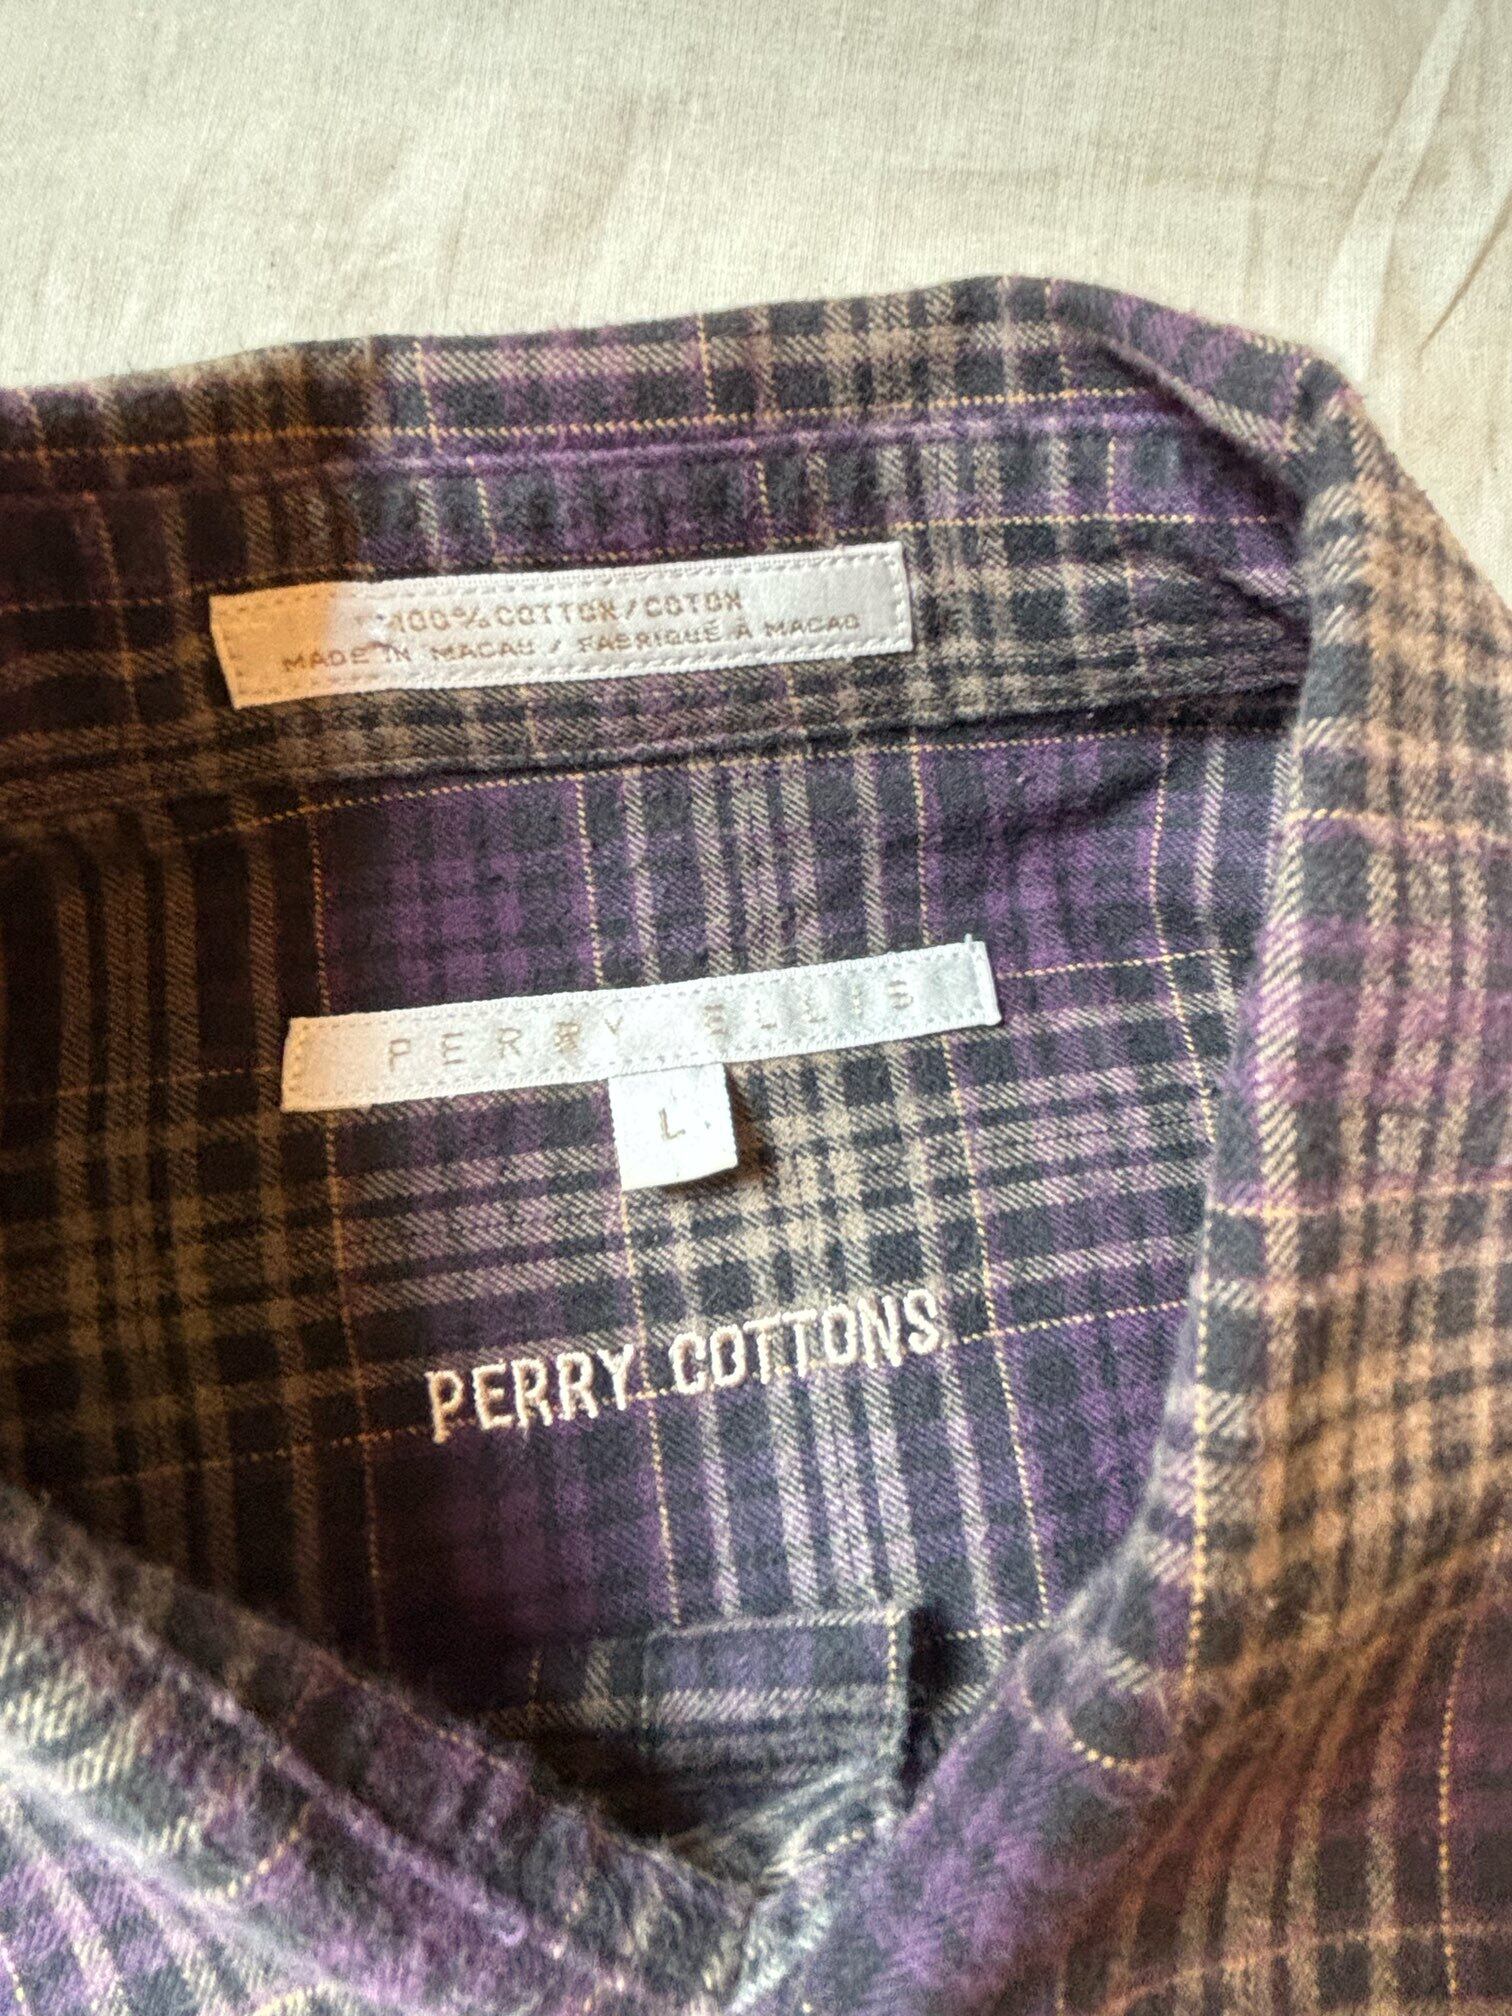 100% COTTON / COTON
MADE IN MACAU / FABRIQUÉ À MACAO
PERRY ELLIS
L
PERRY COTTONS